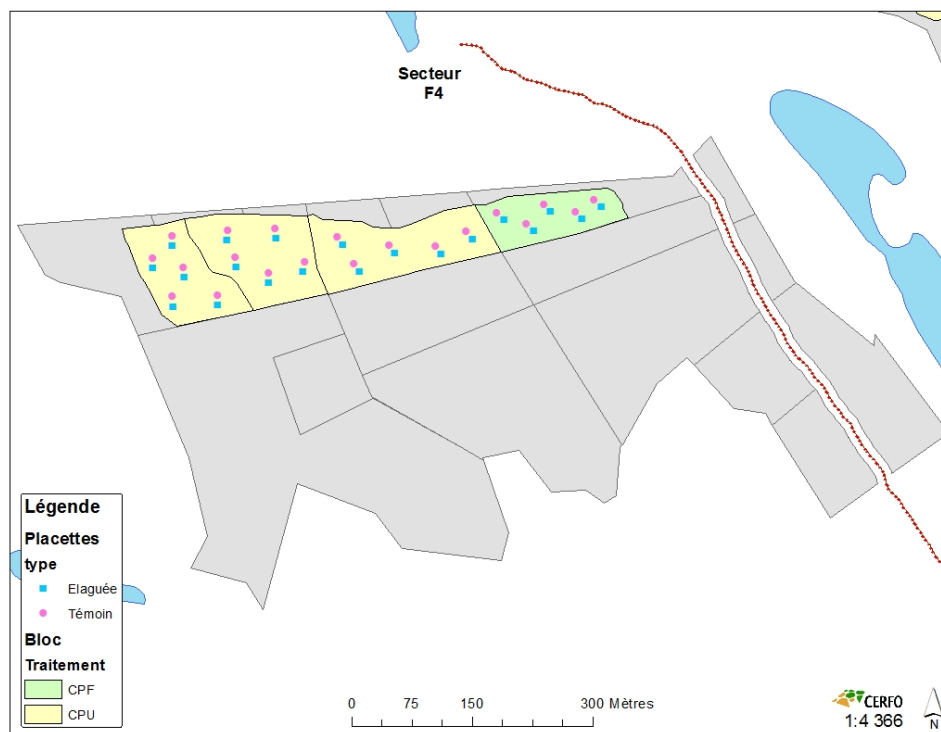 Secteur
F4
Légende
Placettes
type
Elaguée
Témoin
Bloc
Traitement
CPF
CPU
0 75 150 300 Mètres
CERFO
1:4 366
N